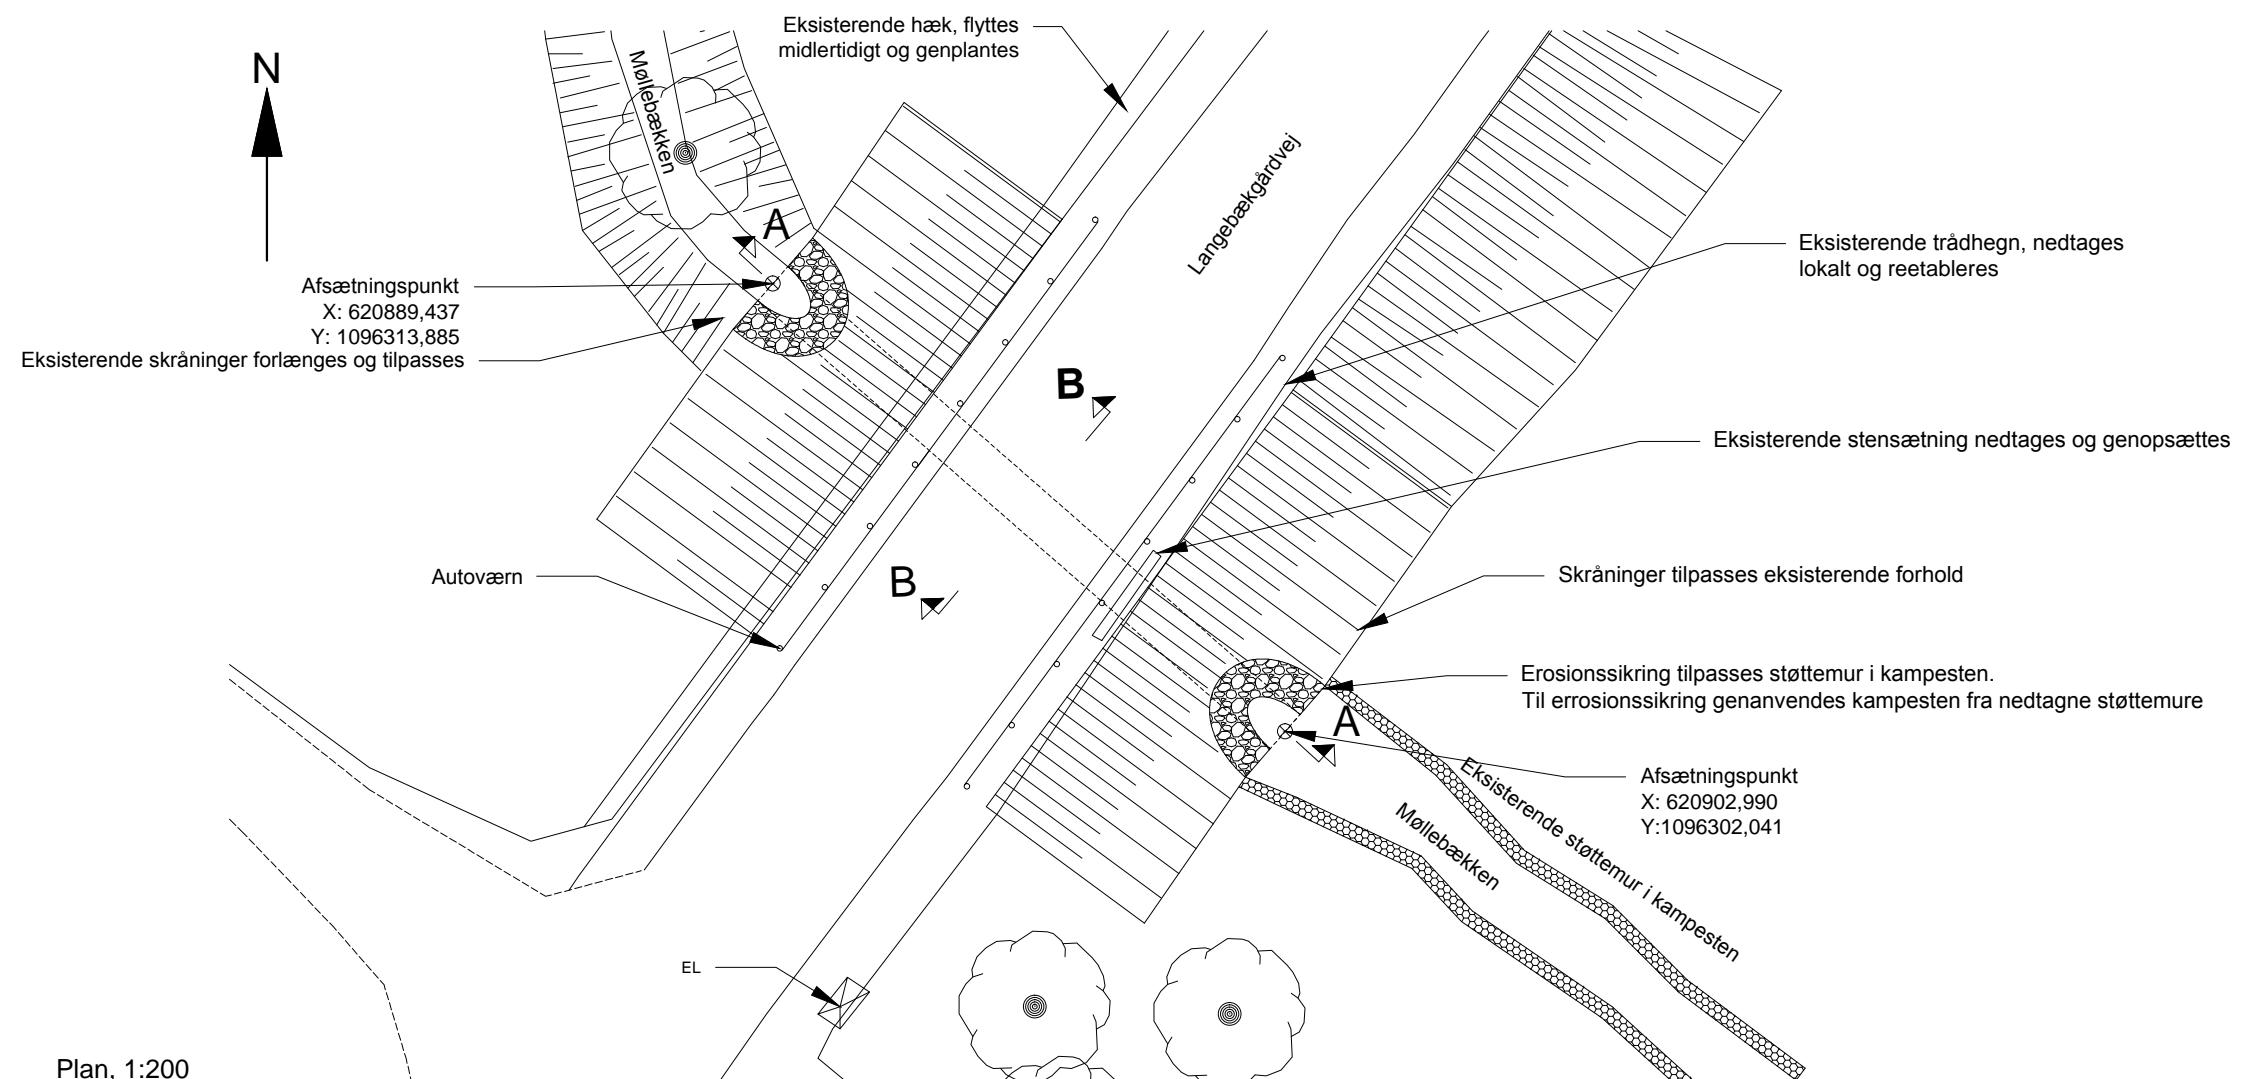 Eksisterende hæk, flyttes
midlertidigt og genplantes
N
Møllebækken
Langebækgårdvej
A
Afsætningspunkt
X: 620889,437
Y: 1096313,885
Eksisterende skråninger forlænges og tilpasses
Eksisterende trådhegn, nedtages
lokalt og reetableres
B
Eksisterende stensætning nedtages og genopsættes
Autoværn
B
Skråninger tilpasses eksisterende forhold
Erosionssikring tilpasses støttemur i kampesten.
Til errosionssikring genanvendes kampesten fra nedtagne støttemure
A
Afsætningspunkt
X: 620902,990
Y:1096302,041
Eksisterende støttemur i kampesten
Møllebækken
EL
Plan, 1:200